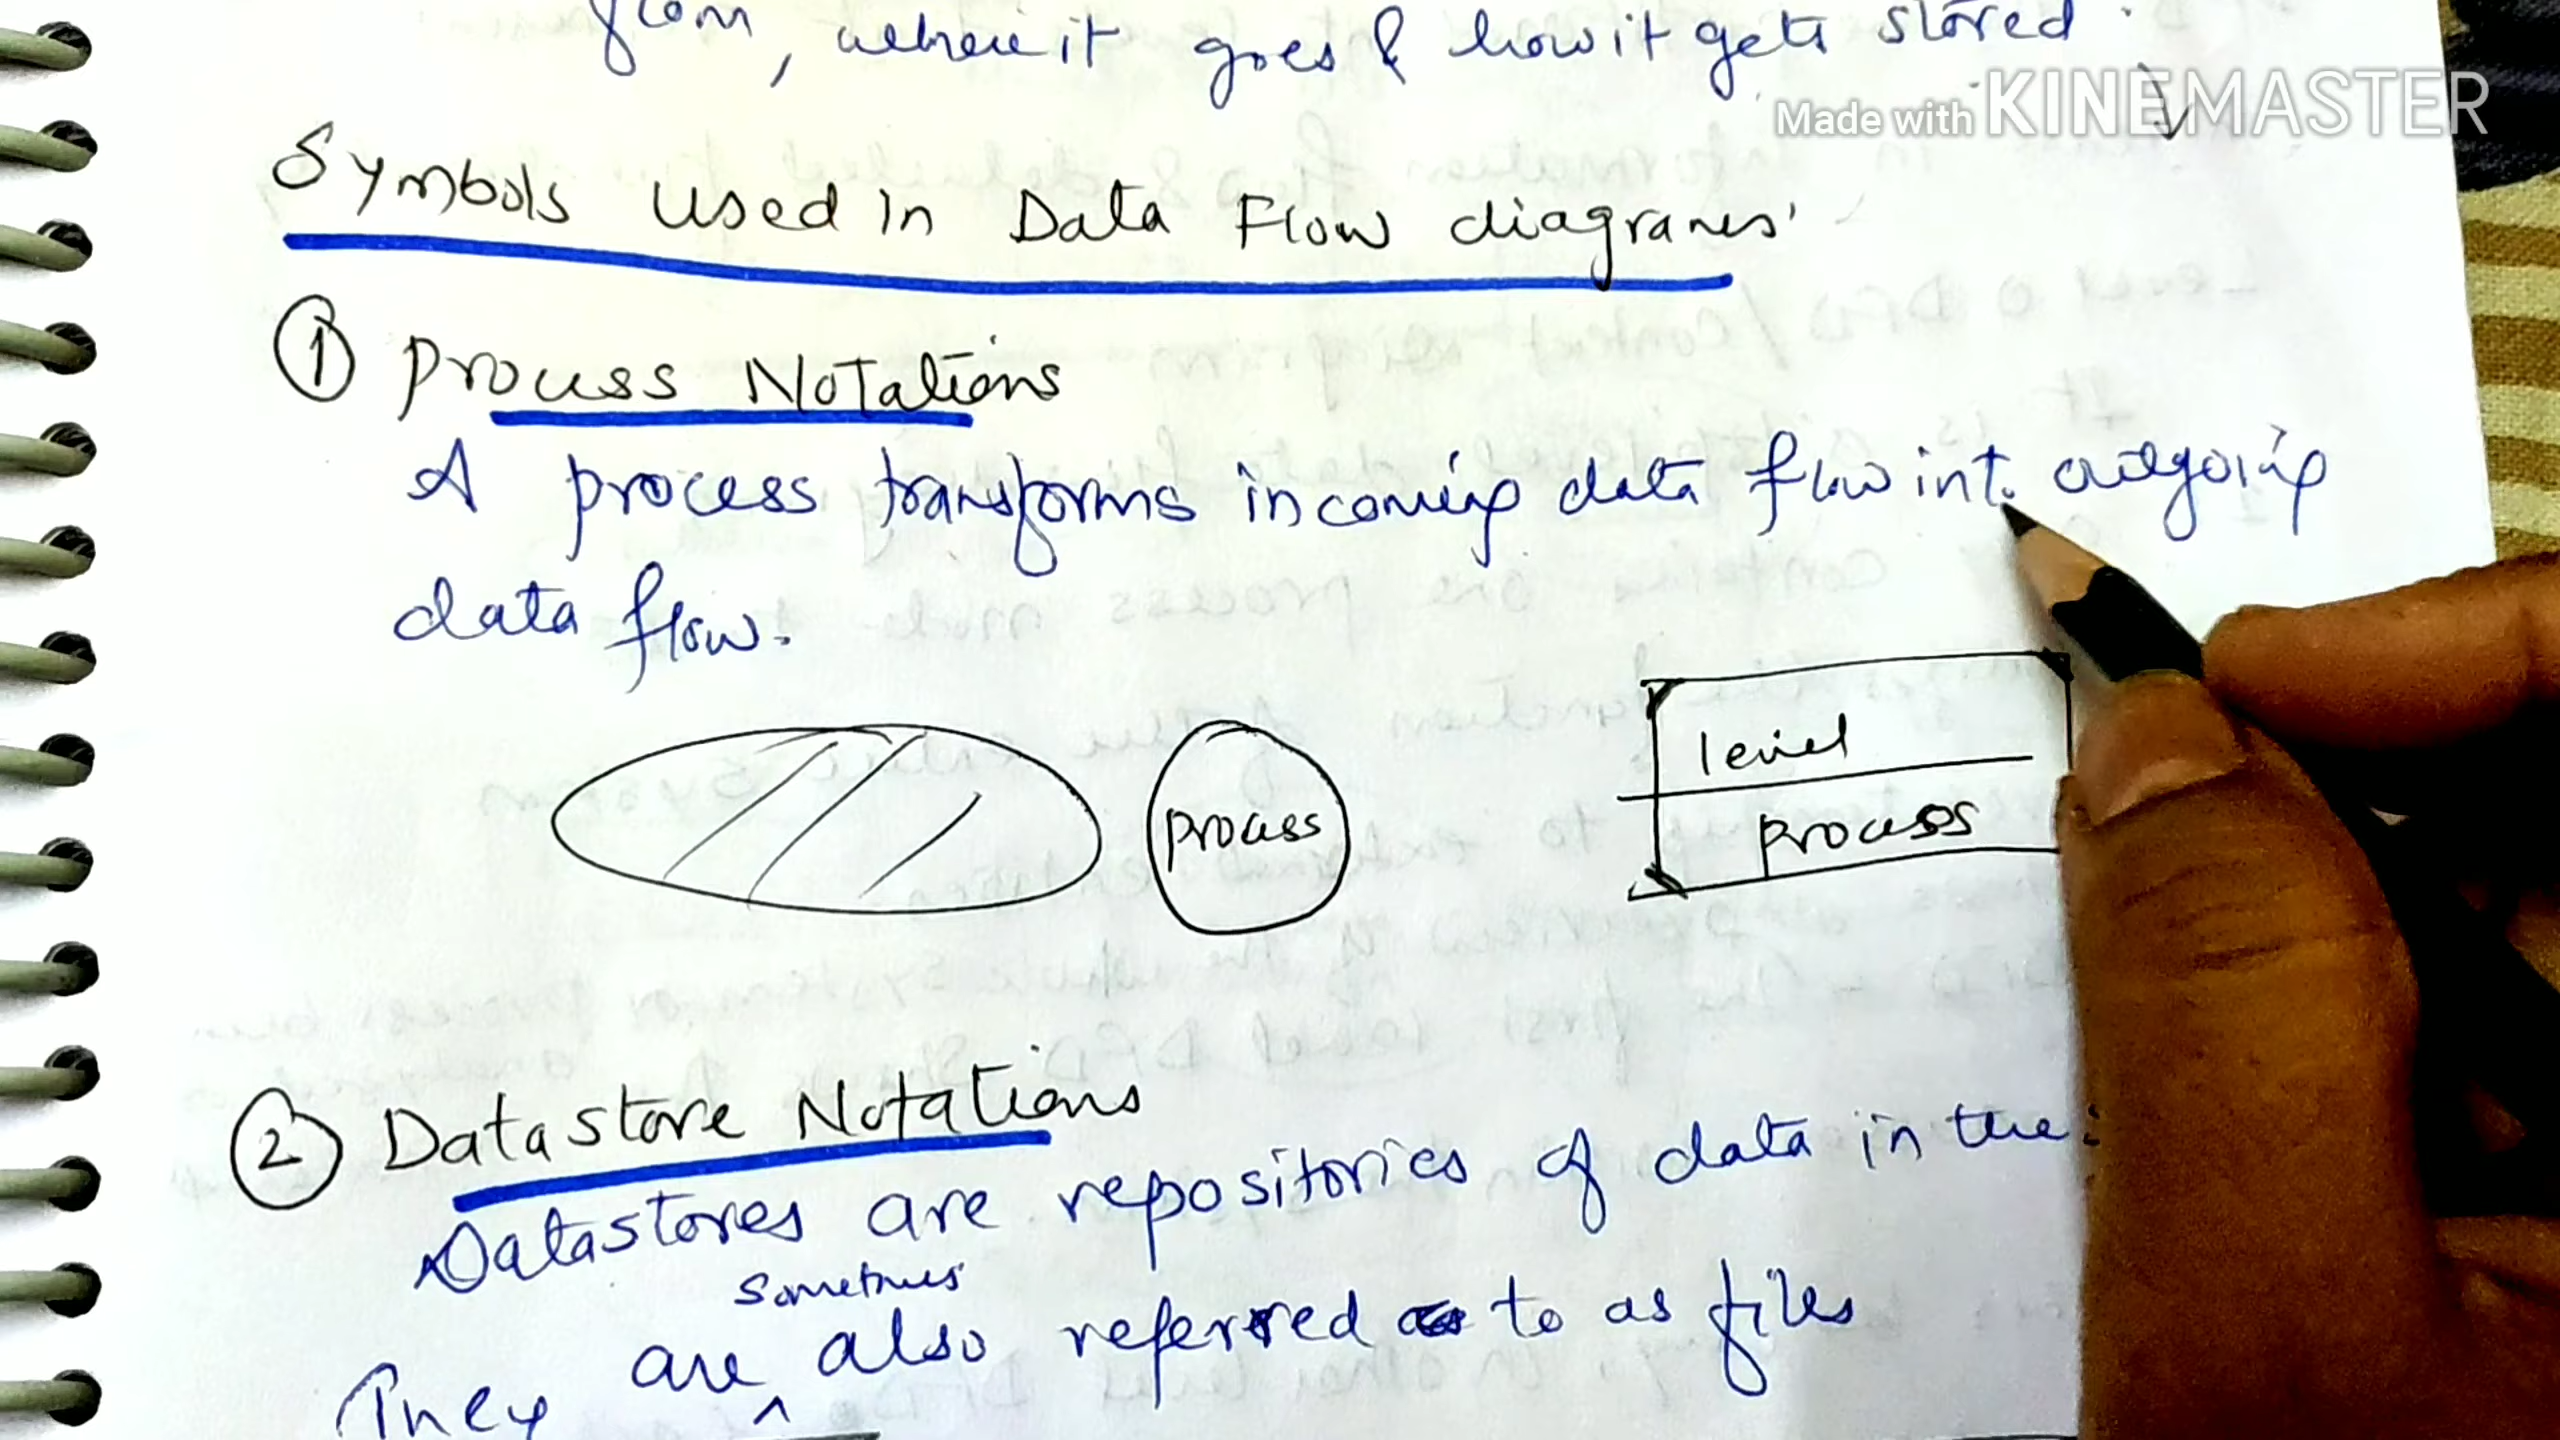 from, where it goes & how it gets stored.
Made with KINEMASTER
Symbols used in Data Flow diagrams'
① Process Notations
A process transforms incoming data flow into outgoing
data flow.
process
level
process
② Datastore Notations
Datastores are repositories of data in the
sometimes
They are ^ also referred to as files